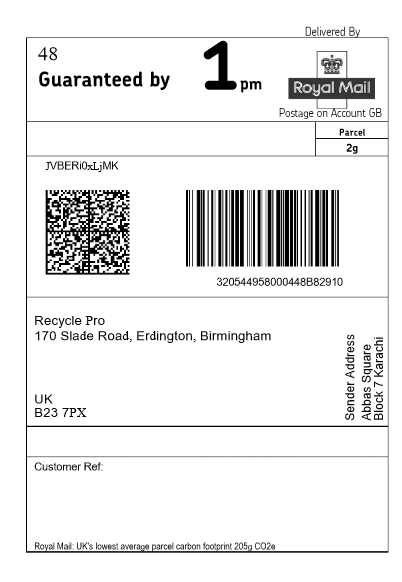 Delivered By
48
Guaranteed by 1pm
Royal Mail
Postage on Account GB
Parcel
2g
JVBERi0xLjMK
320544958000448B82910
Recycle Pro
170 Slade Road, Erdington, Birmingham
UK
B23 7PX
Sender Address
Abbas Square
Block 7 Karachi
Customer Ref:
Royal Mail: UK's lowest average parcel carbon footprint 205g CO2e